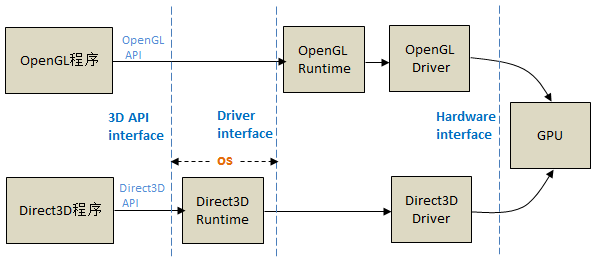 OpenGL程序
OpenGL
API
OpenGL
Runtime
OpenGL
Driver
3D API
interface
Driver
interface
Hardware
interface
GPU
OS
Direct3D程序
Direct3D
API
Direct3D
Runtime
Direct3D
Driver